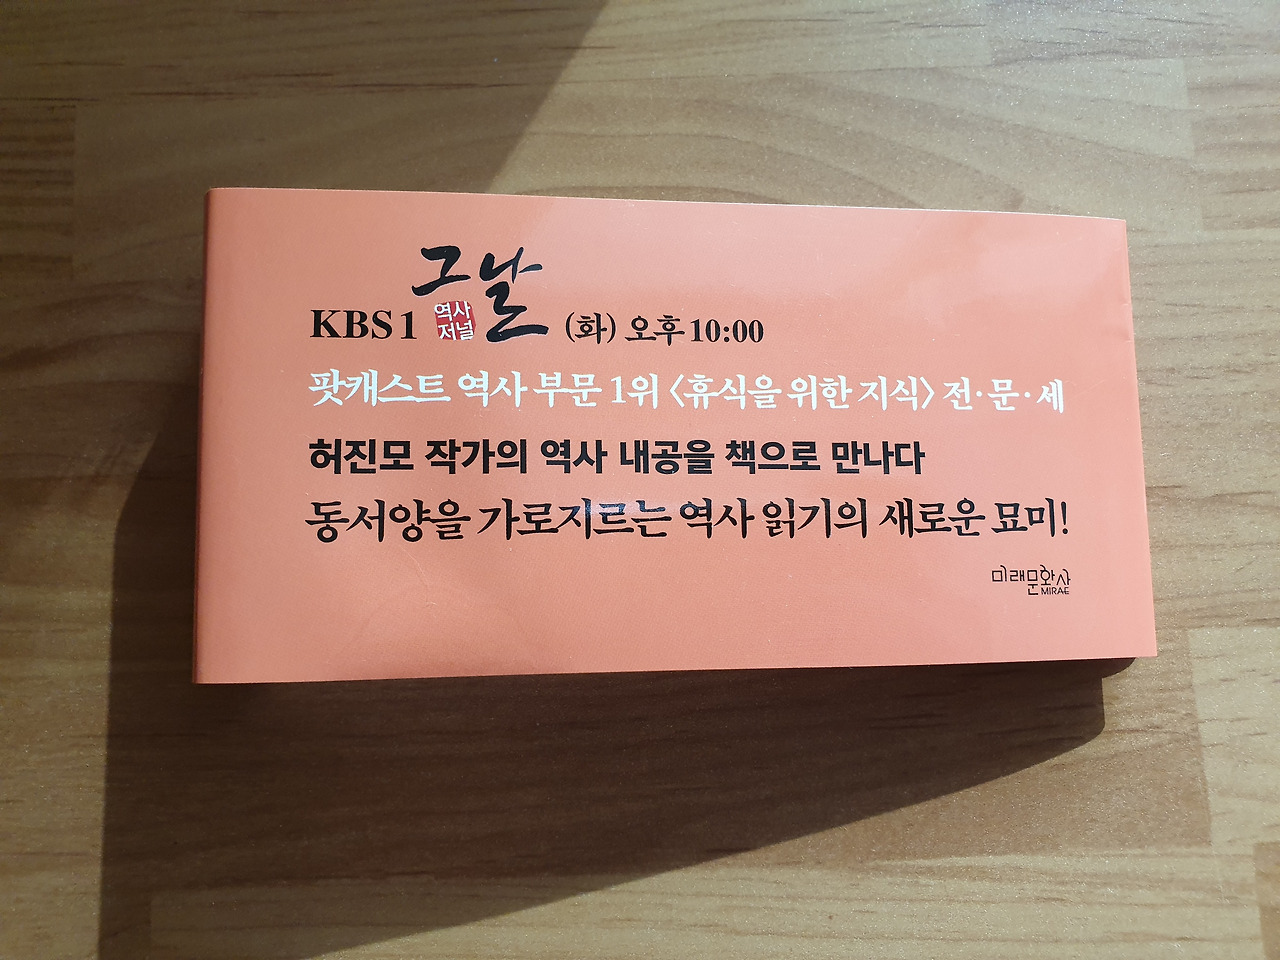 KBS1 역사저널 그날 (화) 오후 10:00
팟캐스트 역사 부문 1위 〈휴식을 위한 지식〉 전·문·세
허진모 작가의 역사 내공을 책으로 만나다
동서양을 가로지르는 역사 읽기의 새로운 묘미!
미래문화사
MIRAE